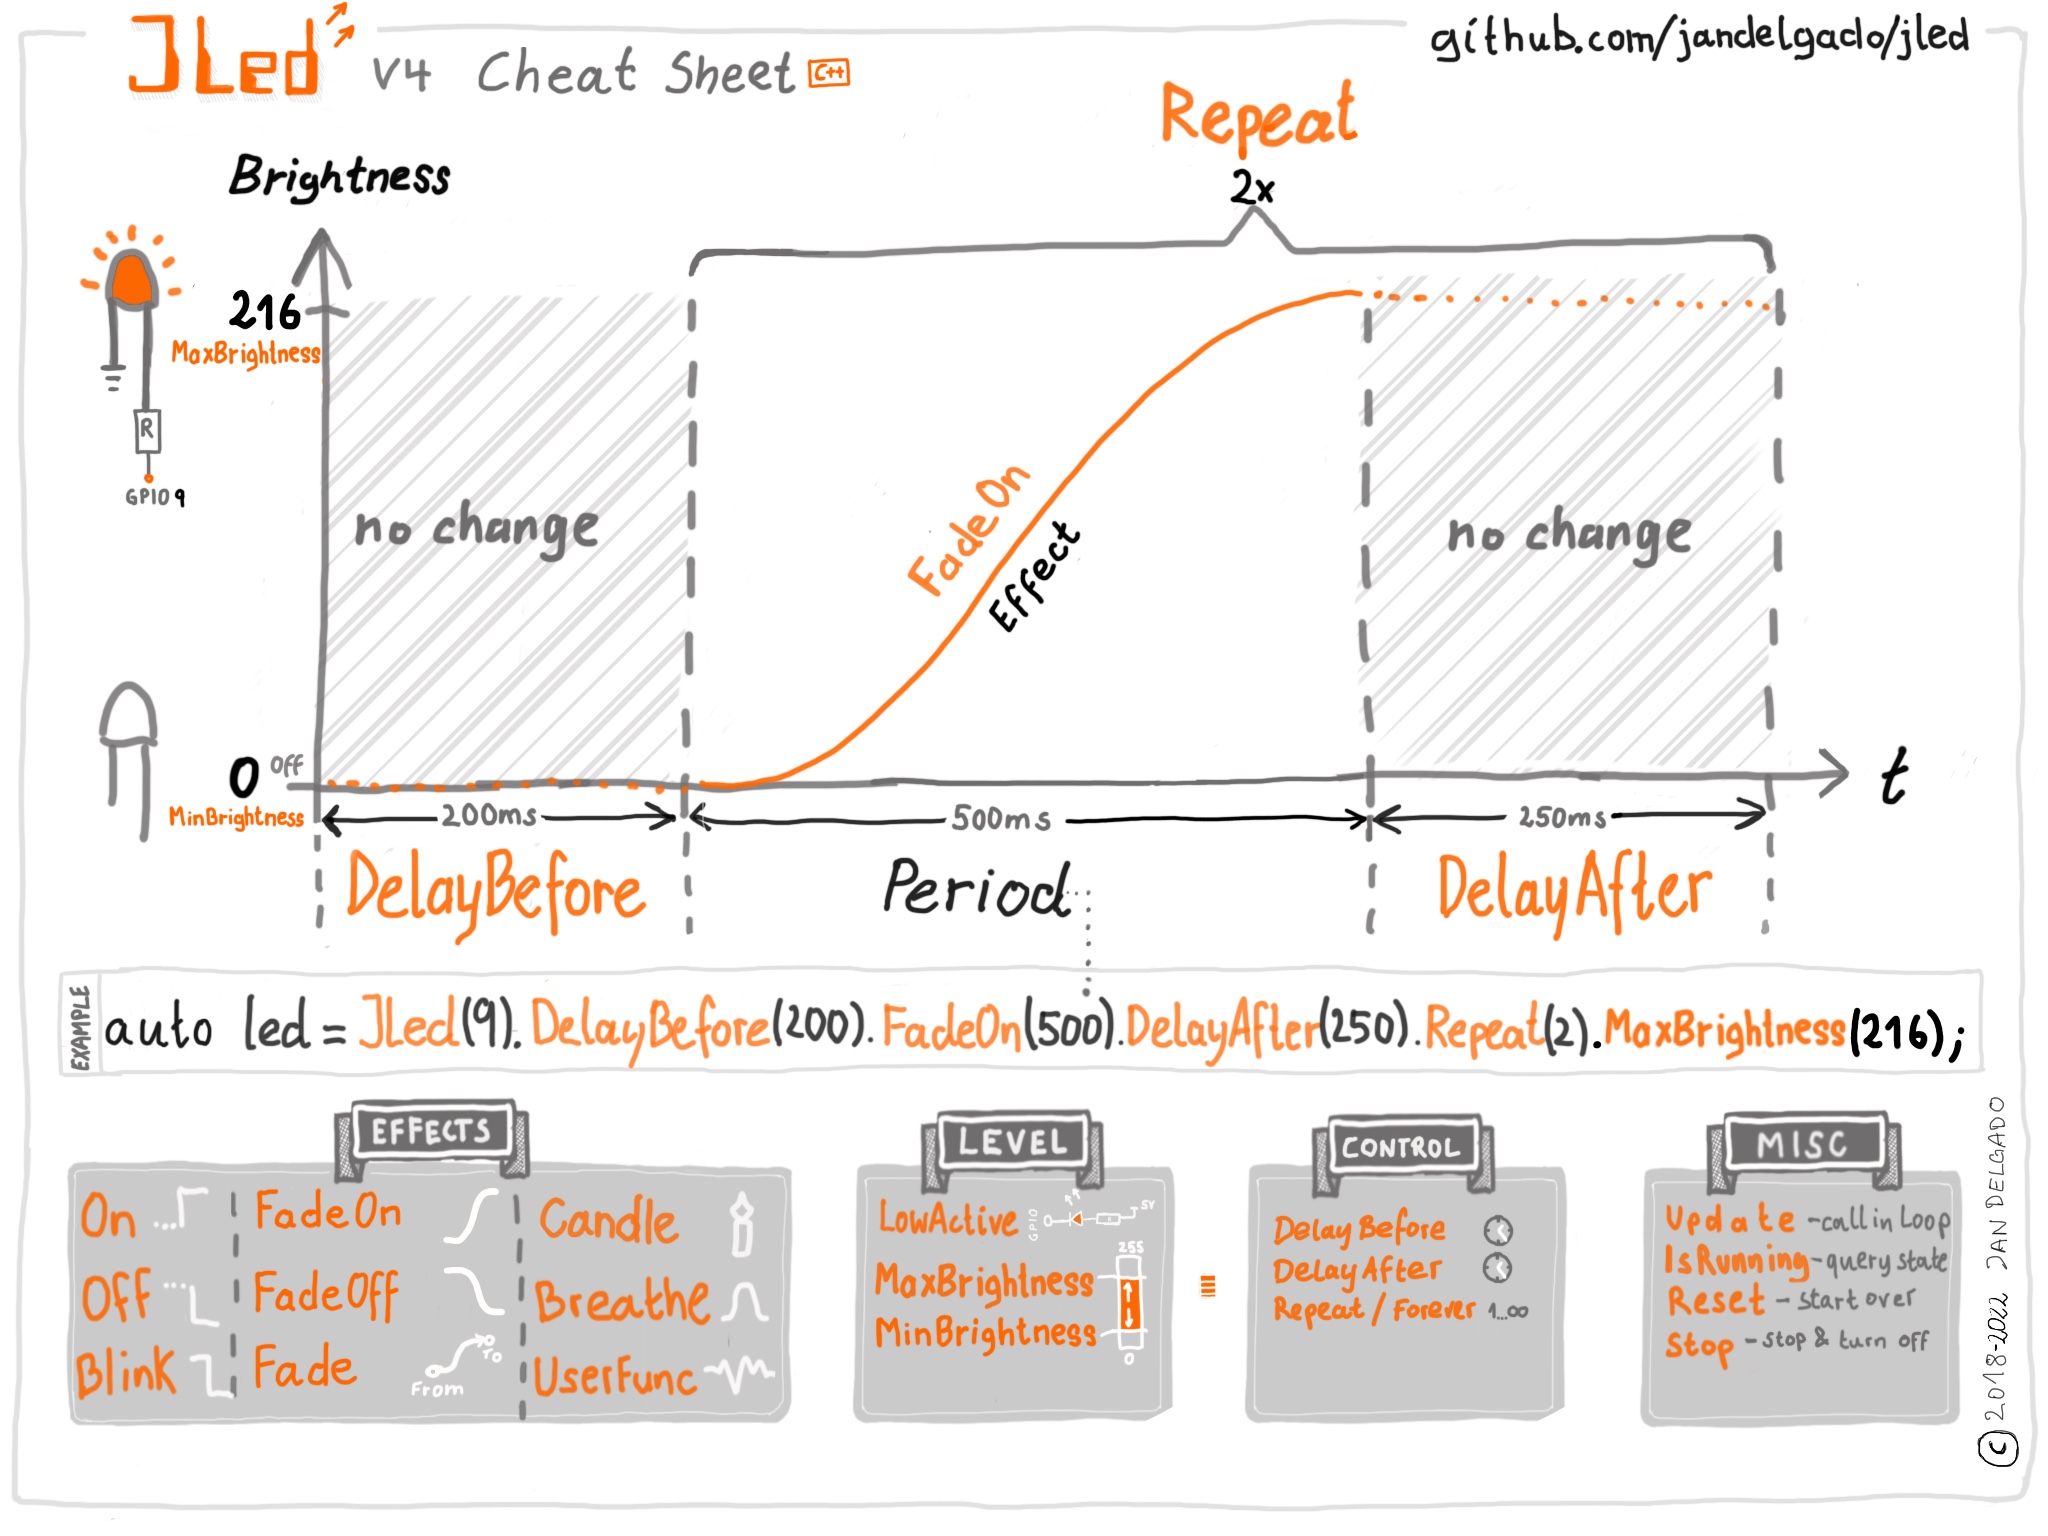 JLed V4 Cheat Sheet C++
github.com/jandelgado/jled
Repeat
2x
Brightness
216
MaxBrightness
R
GPIO 9
no change
FadeOn
Effect
no change
0 Off
MinBrightness
t
200ms
500ms
250ms
DelayBefore
Period
DelayAfter
EXAMPLE
auto led = JLed(9).DelayBefore(200).FadeOn(500).DelayAfter(250).Repeat(2).MaxBrightness(216);
EFFECTS
On
Off
Blink
FadeOn
FadeOff
Fade
From
To
Candle
Breathe
UserFunc
LEVEL
LowActive
GPIO
5V
MaxBrightness
MinBrightness
255
0
CONTROL
DelayBefore
DelayAfter
Repeat / Forever 1...∞
MISC
Update - call in Loop
IsRunning - query state
Reset - start over
Stop - stop & turn off
© 2018-2022 JAN DELGADO